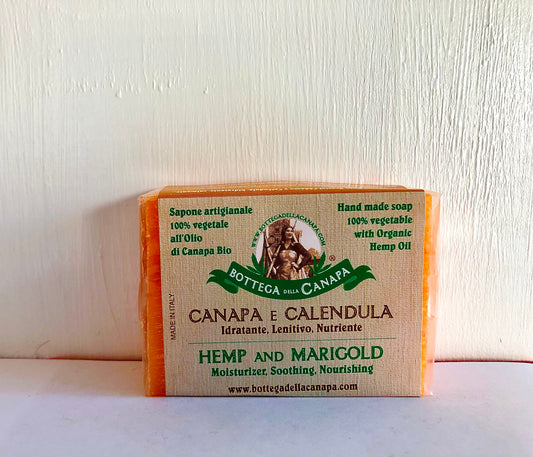 Sapone artigianale
100% vegetale
all'Olio
di Canapa Bio
WWW.BOTTEGADELLACANAPA.COM
Hand made soap
100% vegetable
with Organic
Hemp Oil
®
BOTTEGA DELLA CANAPA
MADE IN ITALY
CANAPA E CALENDULA
Idratante, Lenitivo, Nutriente
HEMP AND MARIGOLD
Moisturizer, Soothing, Nourishing
www.bottegadellacanapa.com